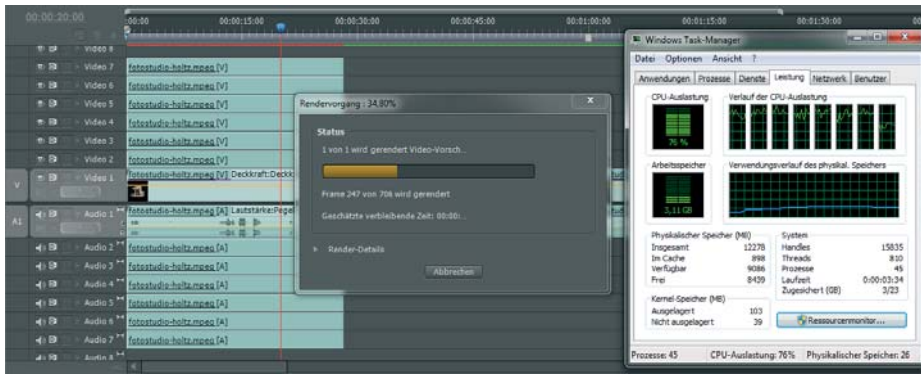 00:00:20:00
:00:00 00:00:15:00 00:00:30:00 00:00:45:00 00:01:00:00 00:01:15:00 00:01:30:00
Video 8
Video 7 fotostudio-holtz.mpeg [V]
Video 6 fotostudio-holtz.mpeg [V]
Video 5 fotostudio-holtz.mpeg [V]
Video 4 fotostudio-holtz.mpeg [V]
Video 3 fotostudio-holtz.mpeg [V]
Video 2 fotostudio-holtz.mpeg [V]
V Video 1 fotostudio-holtz.mpeg [V] Deckkraft:Deckk
A1 Audio 1 fotostudio-holtz.mpeg [A] Lautstärke:Pegel
Audio 2 fotostudio-holtz.mpeg [A]
Audio 3 fotostudio-holtz.mpeg [A]
Audio 4 fotostudio-holtz.mpeg [A]
Audio 5 fotostudio-holtz.mpeg [A]
Audio 6 fotostudio-holtz.mpeg [A]
Audio 7 fotostudio-holtz.mpeg [A]
Audio 8
Rendervorgang : 34,80%
X
Status
1 von 1 wird gerendert Video-Vorsch...
Frame 247 von 706 wird gerendert
Geschätzte verbleibende Zeit: 00:00:..
Render-Details
Abbrechen
Windows Task-Manager
Datei Optionen Ansicht ?
Anwendungen Prozesse Dienste Leistung Netzwerk Benutzer
CPU-Auslastung Verlauf der CPU-Auslastung
76 %
Arbeitsspeicher Verwendungsverlauf des physikal. Speichers
3,11 GB
Physikalischer Speicher (MB)
Insgesamt 12278
Im Cache 898
Verfügbar 9086
Frei 8439
System
Handles 15835
Threads 810
Prozesse 45
Laufzeit 0:00:03:34
Zugesichert (GB) 3/23
Kernel-Speicher (MB)
Ausgelagert 103
Nicht ausgelagert 39
Ressourcenmonitor...
Prozesse: 45 CPU-Auslastung: 76% Physikalischer Speicher: 26